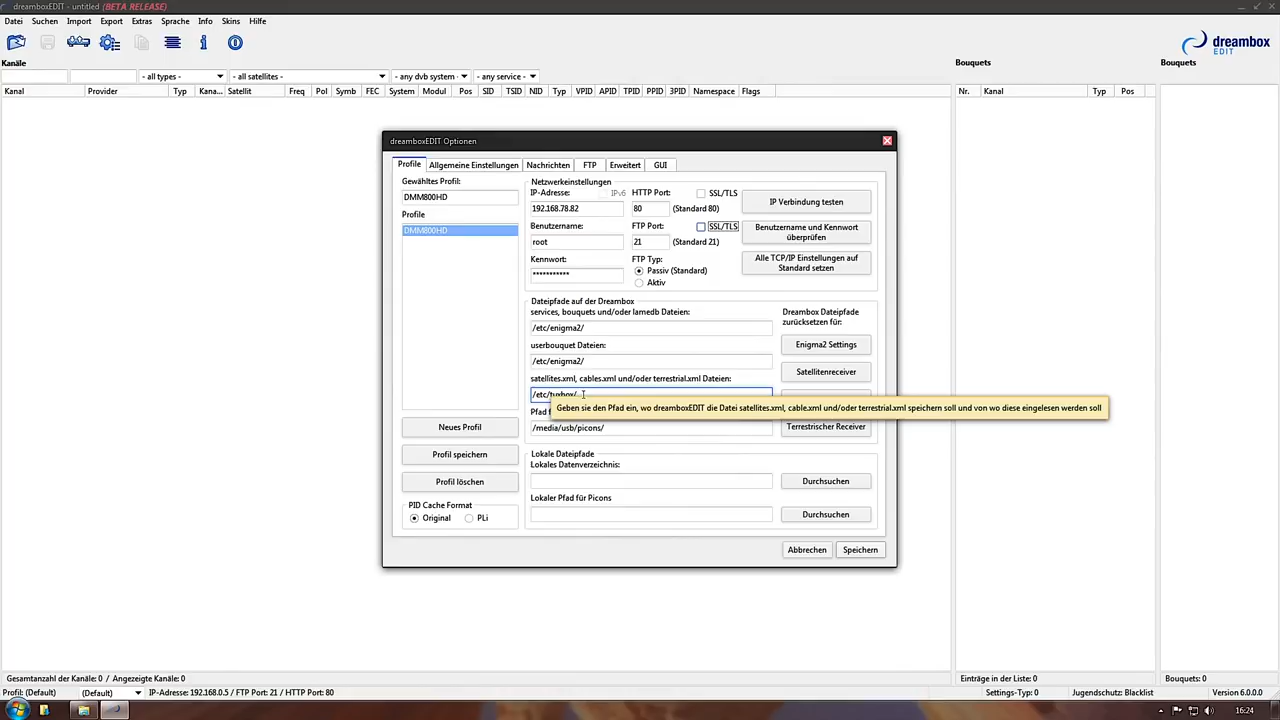 dreamboxEDIT - untitled (BETA RELEASE)
Datei Suchen Import Export Extras Sprache Info Skins Hilfe
dreambox
EDIT
Kanäle
Bouquets
Bouquets
- all types -
- all satellites -
- any dvb system -
- any service -
Kanal Provider Typ Kana... Satellit Freq Pol Symb FEC System Modul Pos SID TSID NID Typ VPID APID TPID PPID 3PID Namespace Flags
Nr. Kanal Typ Pos
dreamboxEDIT Optionen
Profile Allgemeine Einstellungen Nachrichten FTP Erweitert GUI
Gewähltes Profil:
DMM800HD
Profile
DMM800HD
Neues Profil
Profil speichern
Profil löschen
PID Cache Format
Original PLi
Netzwerkeinstellungen
IP-Adresse: IPv6 HTTP Port: SSL/TLS
192.168.78.82 80 (Standard 80)
Benutzername: FTP Port: SSL/TLS
root 21 (Standard 21)
Kennwort: FTP Typ:
*********** Passiv (Standard)
Aktiv
IP Verbindung testen
Benutzername und Kennwort
überprüfen
Alle TCP/IP Einstellungen auf
Standard setzen
Dateipfade auf der Dreambox
services, bouquets und/oder lamedb Dateien:
/etc/enigma2/
userbouquet Dateien:
/etc/enigma2/
satellites.xml, cables.xml und/oder terrestrial.xml Dateien:
/etc/tuxbox/
Geben sie den Pfad ein, wo dreamboxEDIT die Datei satellites.xml, cable.xml und/oder terrestrial.xml speichern soll und von wo diese eingelesen werden soll
/media/usb/picons/
Dreambox Dateipfade
zurücksetzen für:
Enigma2 Settings
Satellitenreceiver
Terrestrischer Receiver
Lokale Dateipfade
Lokales Datenverzeichnis:
Durchsuchen
Lokaler Pfad für Picons
Durchsuchen
Abbrechen Speichern
Gesamtanzahl der Kanäle: 0 / Angezeigte Kanäle: 0
Einträge in der Liste: 0
Bouquets: 0
Profil: (Default) (Default) IP-Adresse: 192.168.0.5 / FTP Port: 21 / HTTP Port: 80
Settings-Typ: 0
Jugendschutz: Blacklist
Version 6.0.0.0
16:24